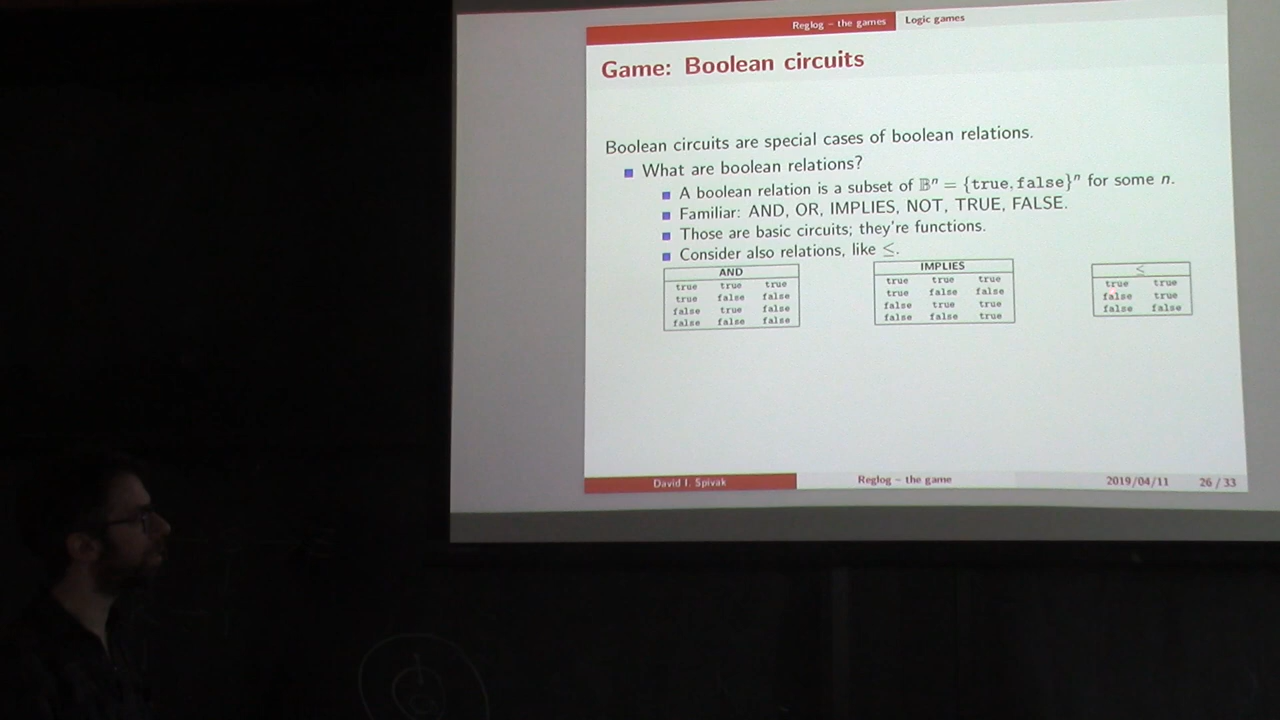 Reglog – the games Logic games
Game: Boolean circuits
Boolean circuits are special cases of boolean relations.
What are boolean relations?
A boolean relation is a subset of 𝔹ⁿ = {true, false}ⁿ for some n.
Familiar: AND, OR, IMPLIES, NOT, TRUE, FALSE.
Those are basic circuits; they're functions.
Consider also relations, like ≤.
AND
true true true
true false false
false true false
false false false
IMPLIES
true true true
true false false
false true true
false false true
≤
true true
false true
false false
David I. Spivak Reglog – the game 2019/04/11 26 / 33